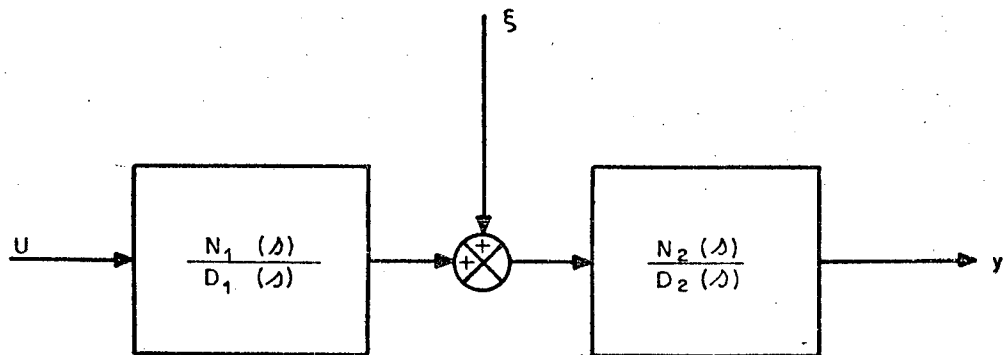 ξ
U
N₁ (s)
D₁ (s)
+
+
N₂ (s)
D₂ (s)
y